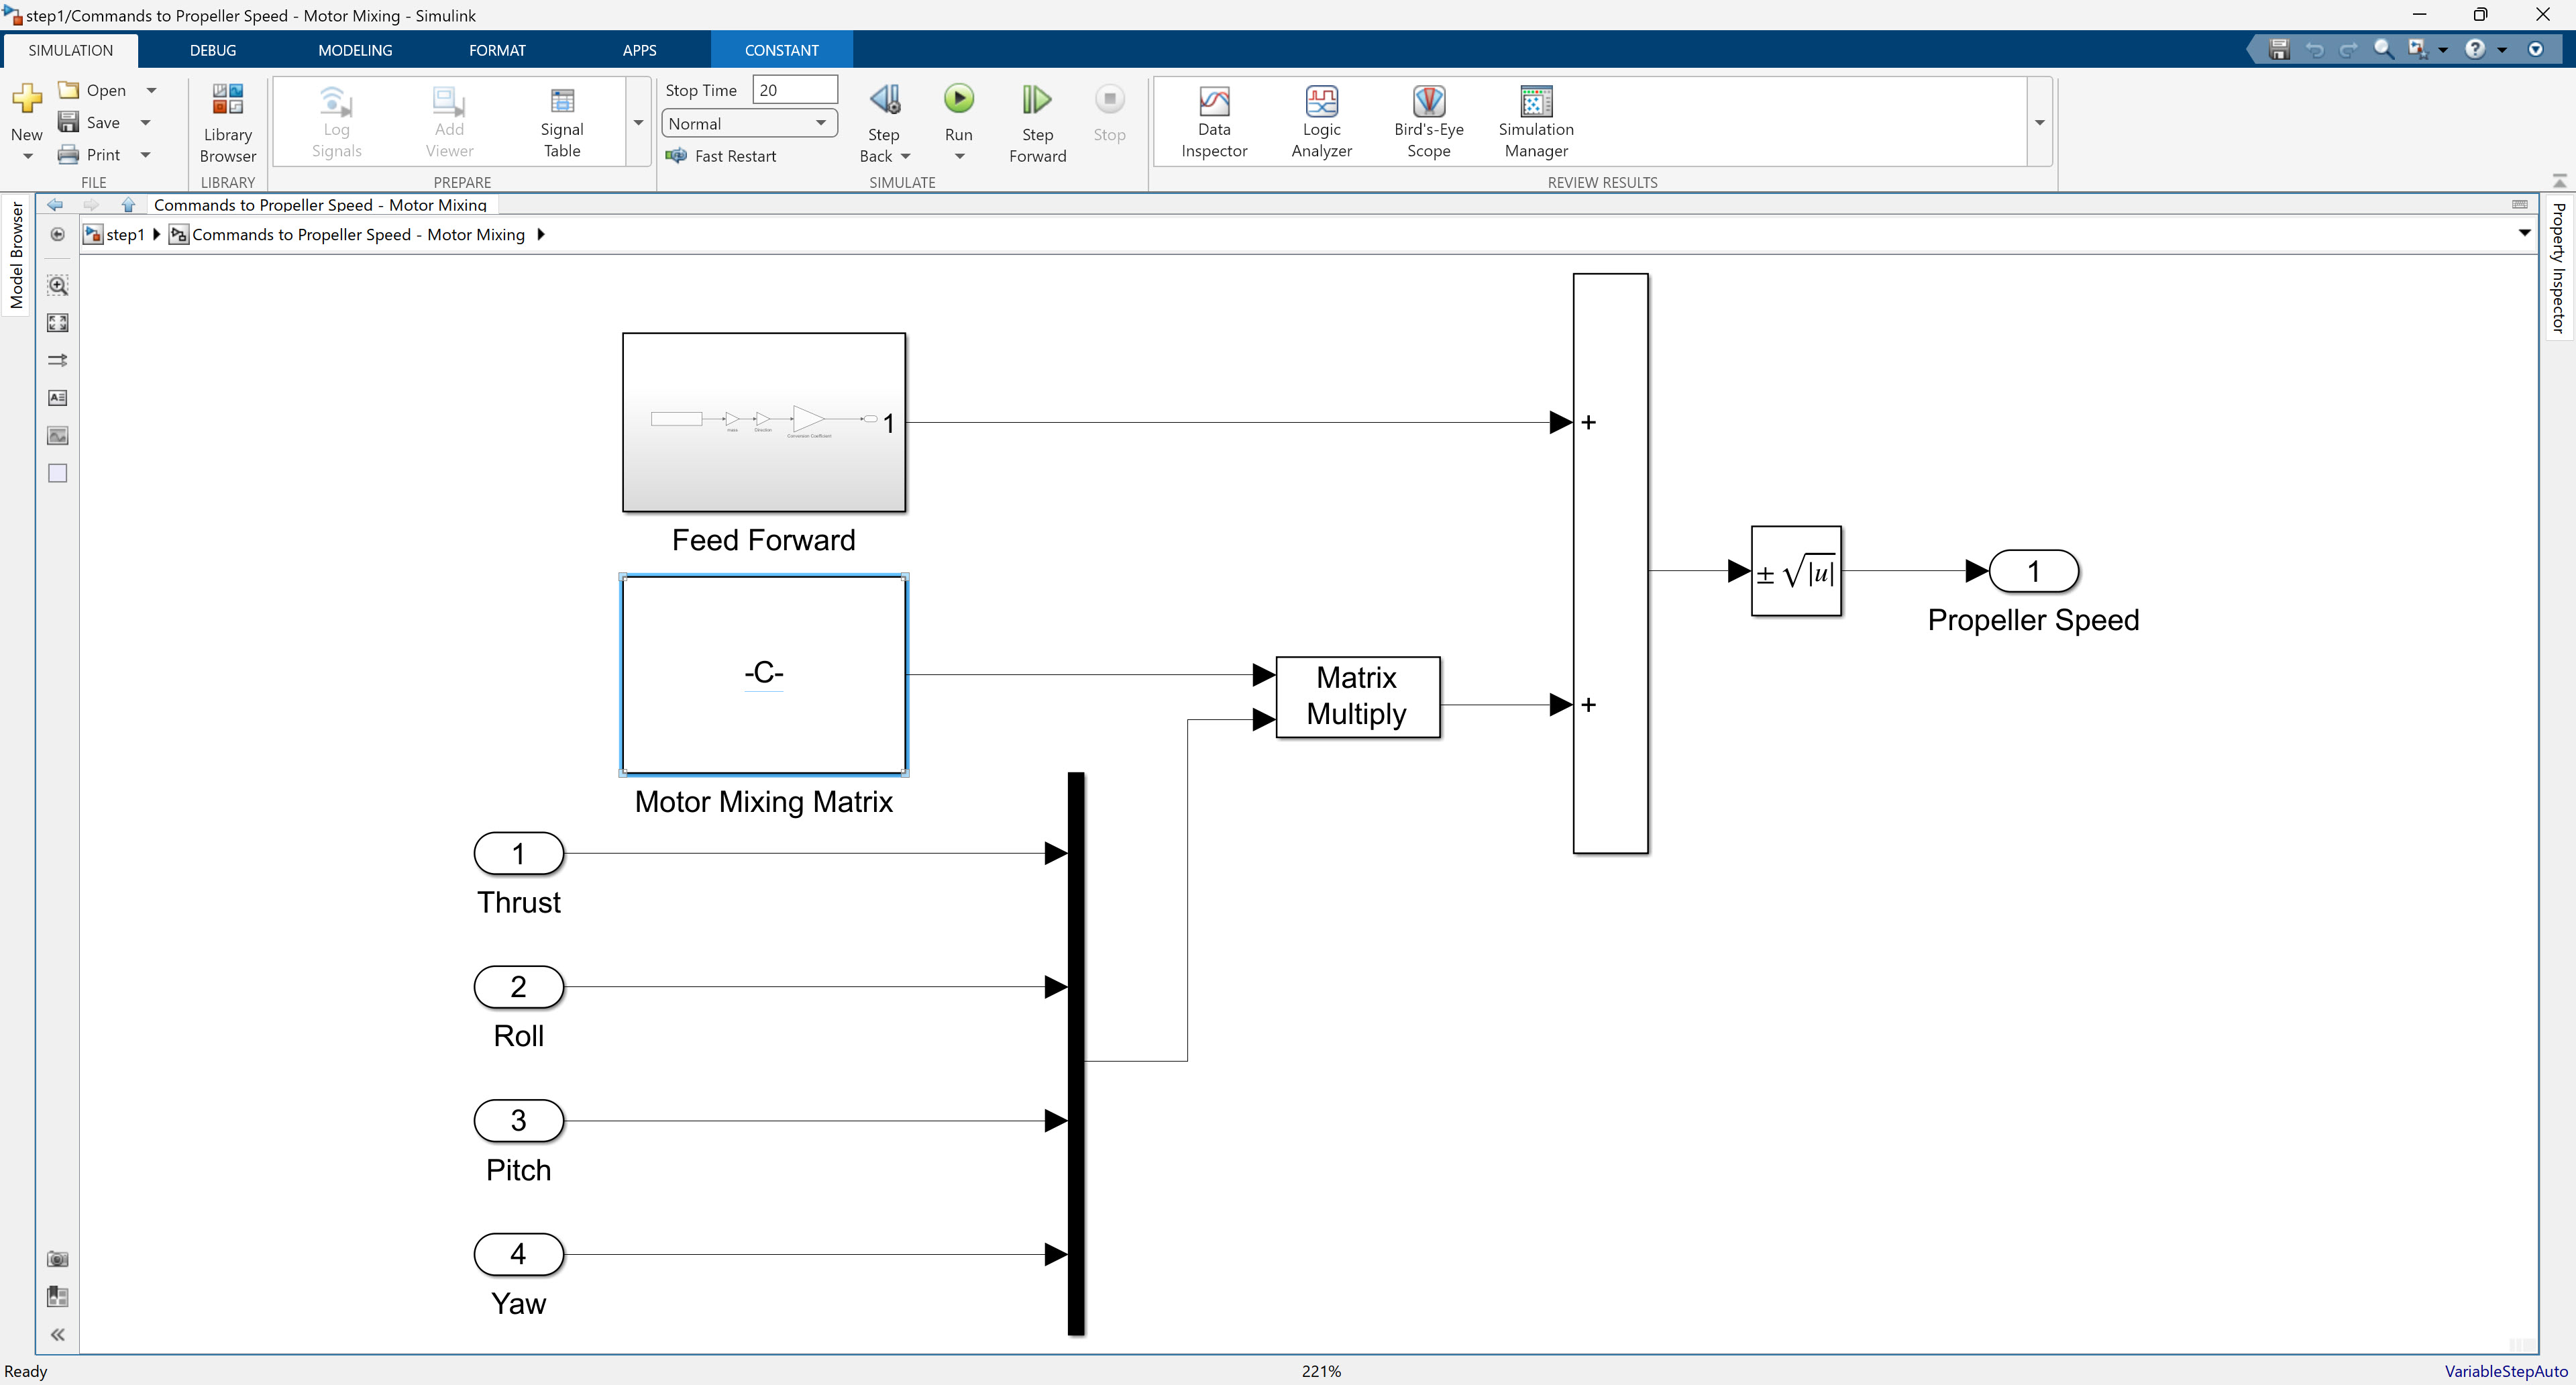 step1/Commands to Propeller Speed - Motor Mixing - Simulink
SIMULATION DEBUG MODELING FORMAT APPS CONSTANT
New
Open
Save
Print
FILE
Library
Browser
LIBRARY
Log
Signals
Add
Viewer
Signal
Table
PREPARE
Stop Time 20
Normal
Fast Restart
Step
Back
Run
Step
Forward
Stop
SIMULATE
Data
Inspector
Logic
Analyzer
Bird's-Eye
Scope
Simulation
Manager
REVIEW RESULTS
Model Browser
Property Inspector
Commands to Propeller Speed - Motor Mixing
step1 Commands to Propeller Speed - Motor Mixing
mass
Direction
Conversion Coefficient
1
Feed Forward
-C-
Motor Mixing Matrix
Matrix
Multiply
+
+
± √|u|
1
Propeller Speed
1
Thrust
2
Roll
3
Pitch
4
Yaw
Ready
221%
VariableStepAuto